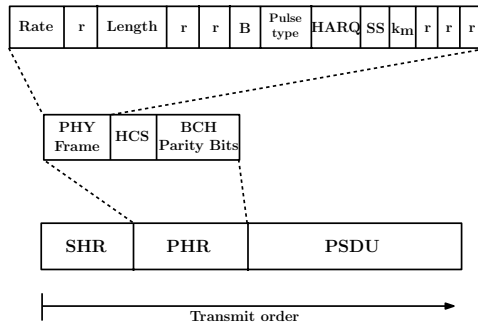 Rate r Length r r B Pulse type HARQ SS km r r r
PHY Frame HCS BCH Parity Bits
SHR PHR PSDU
Transmit order